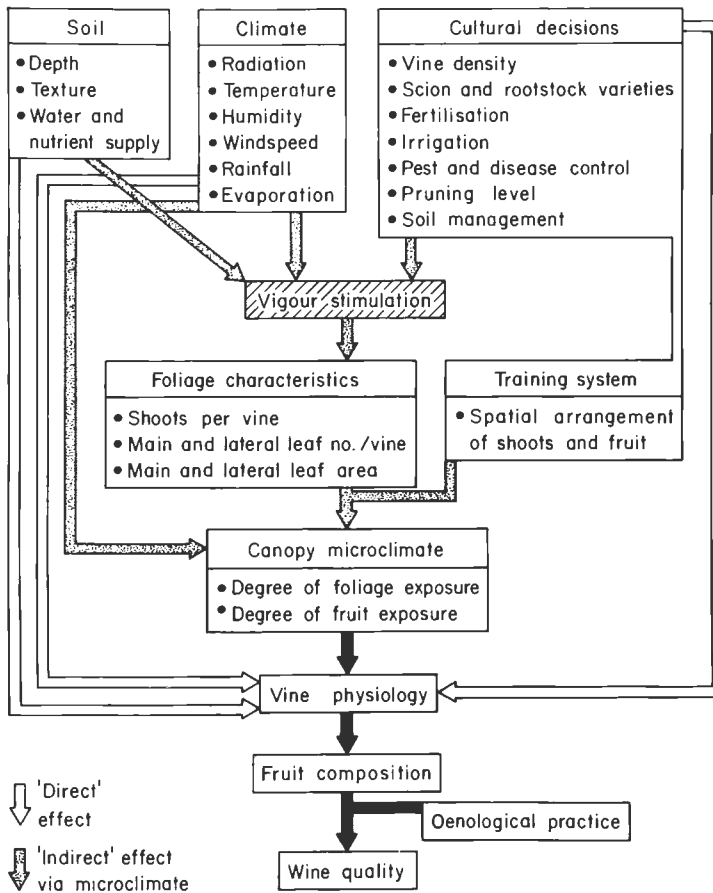 Soil
• Depth
• Texture
• Water and
nutrient supply
Climate
• Radiation
• Temperature
• Humidity
• Windspeed
• Rainfall
• Evaporation
Cultural decisions
• Vine density
• Scion and rootstock varieties
• Fertilisation
• Irrigation
• Pest and disease control
• Pruning level
• Soil management
Vigour stimulation
Foliage characteristics
• Shoots per vine
• Main and lateral leaf no./vine
• Main and lateral leaf area
Training system
• Spatial arrangement
of shoots and fruit
Canopy microclimate
• Degree of foliage exposure
• Degree of fruit exposure
Vine physiology
Fruit composition
Oenological practice
Wine quality
'Direct'
effect
'Indirect' effect
via microclimate